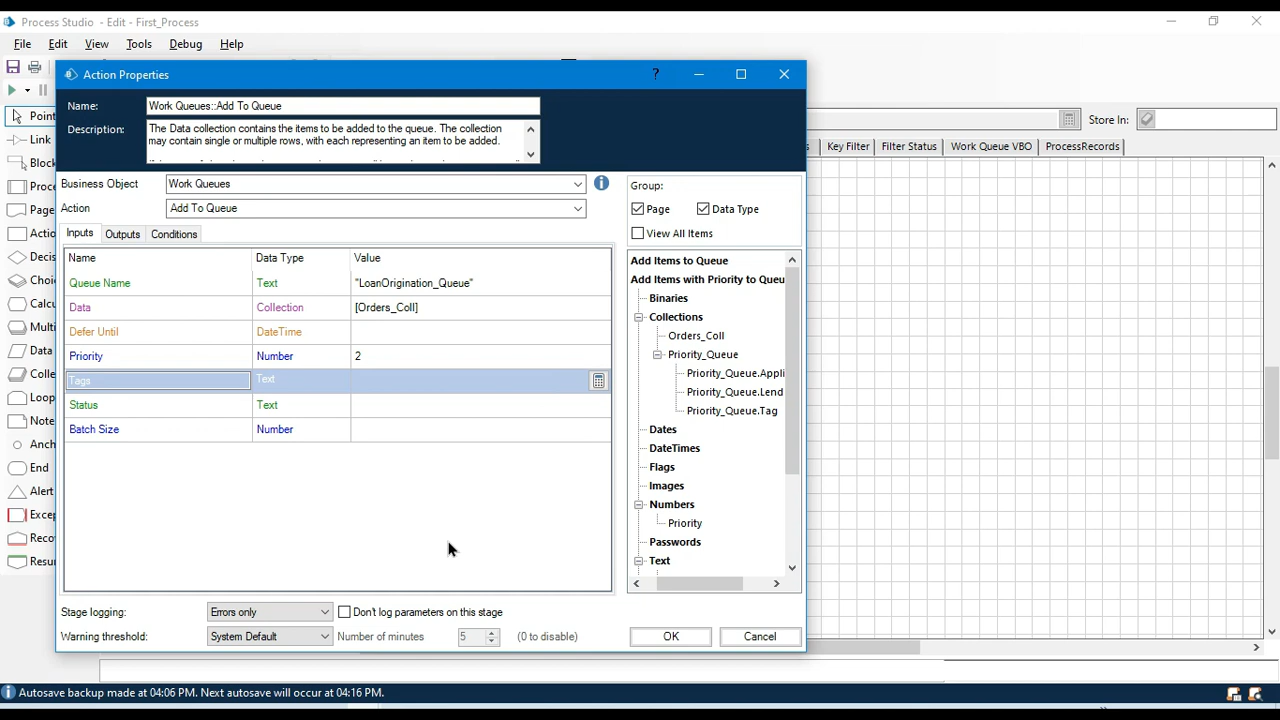 Process Studio - Edit - First_Process
File Edit View Tools Debug Help
Action Properties
?
Name: Work Queues::Add To Queue
Description: The Data collection contains the items to be added to the queue. The collection
may contain single or multiple rows, with each representing an item to be added.
Business Object Work Queues
Action Add To Queue
Inputs Outputs Conditions
Name Data Type Value
Queue Name Text "LoanOrigination_Queue"
Data Collection [Orders_Coll]
Defer Until DateTime
Priority Number 2
Tags Text
Status Text
Batch Size Number
Group:
Page Data Type
View All Items
Add Items to Queue
Add Items with Priority to Queu
Binaries
Collections
Orders_Coll
Priority_Queue
Priority_Queue.Appli
Priority_Queue.Lend
Priority_Queue.Tag
Dates
DateTimes
Flags
Images
Numbers
Priority
Passwords
Text
Stage logging: Errors only Don't log parameters on this stage
Warning threshold: System Default Number of minutes 5 (0 to disable)
OK Cancel
Point
Link
Block
Proce
Page
Actio
Decis
Choi
Calcu
Multi
Data
Colle
Loop
Note
Anch
End
Alert
Excep
Reco
Resu
Store In:
s Key Filter Filter Status Work Queue VBO ProcessRecords
Autosave backup made at 04:06 PM. Next autosave will occur at 04:16 PM.